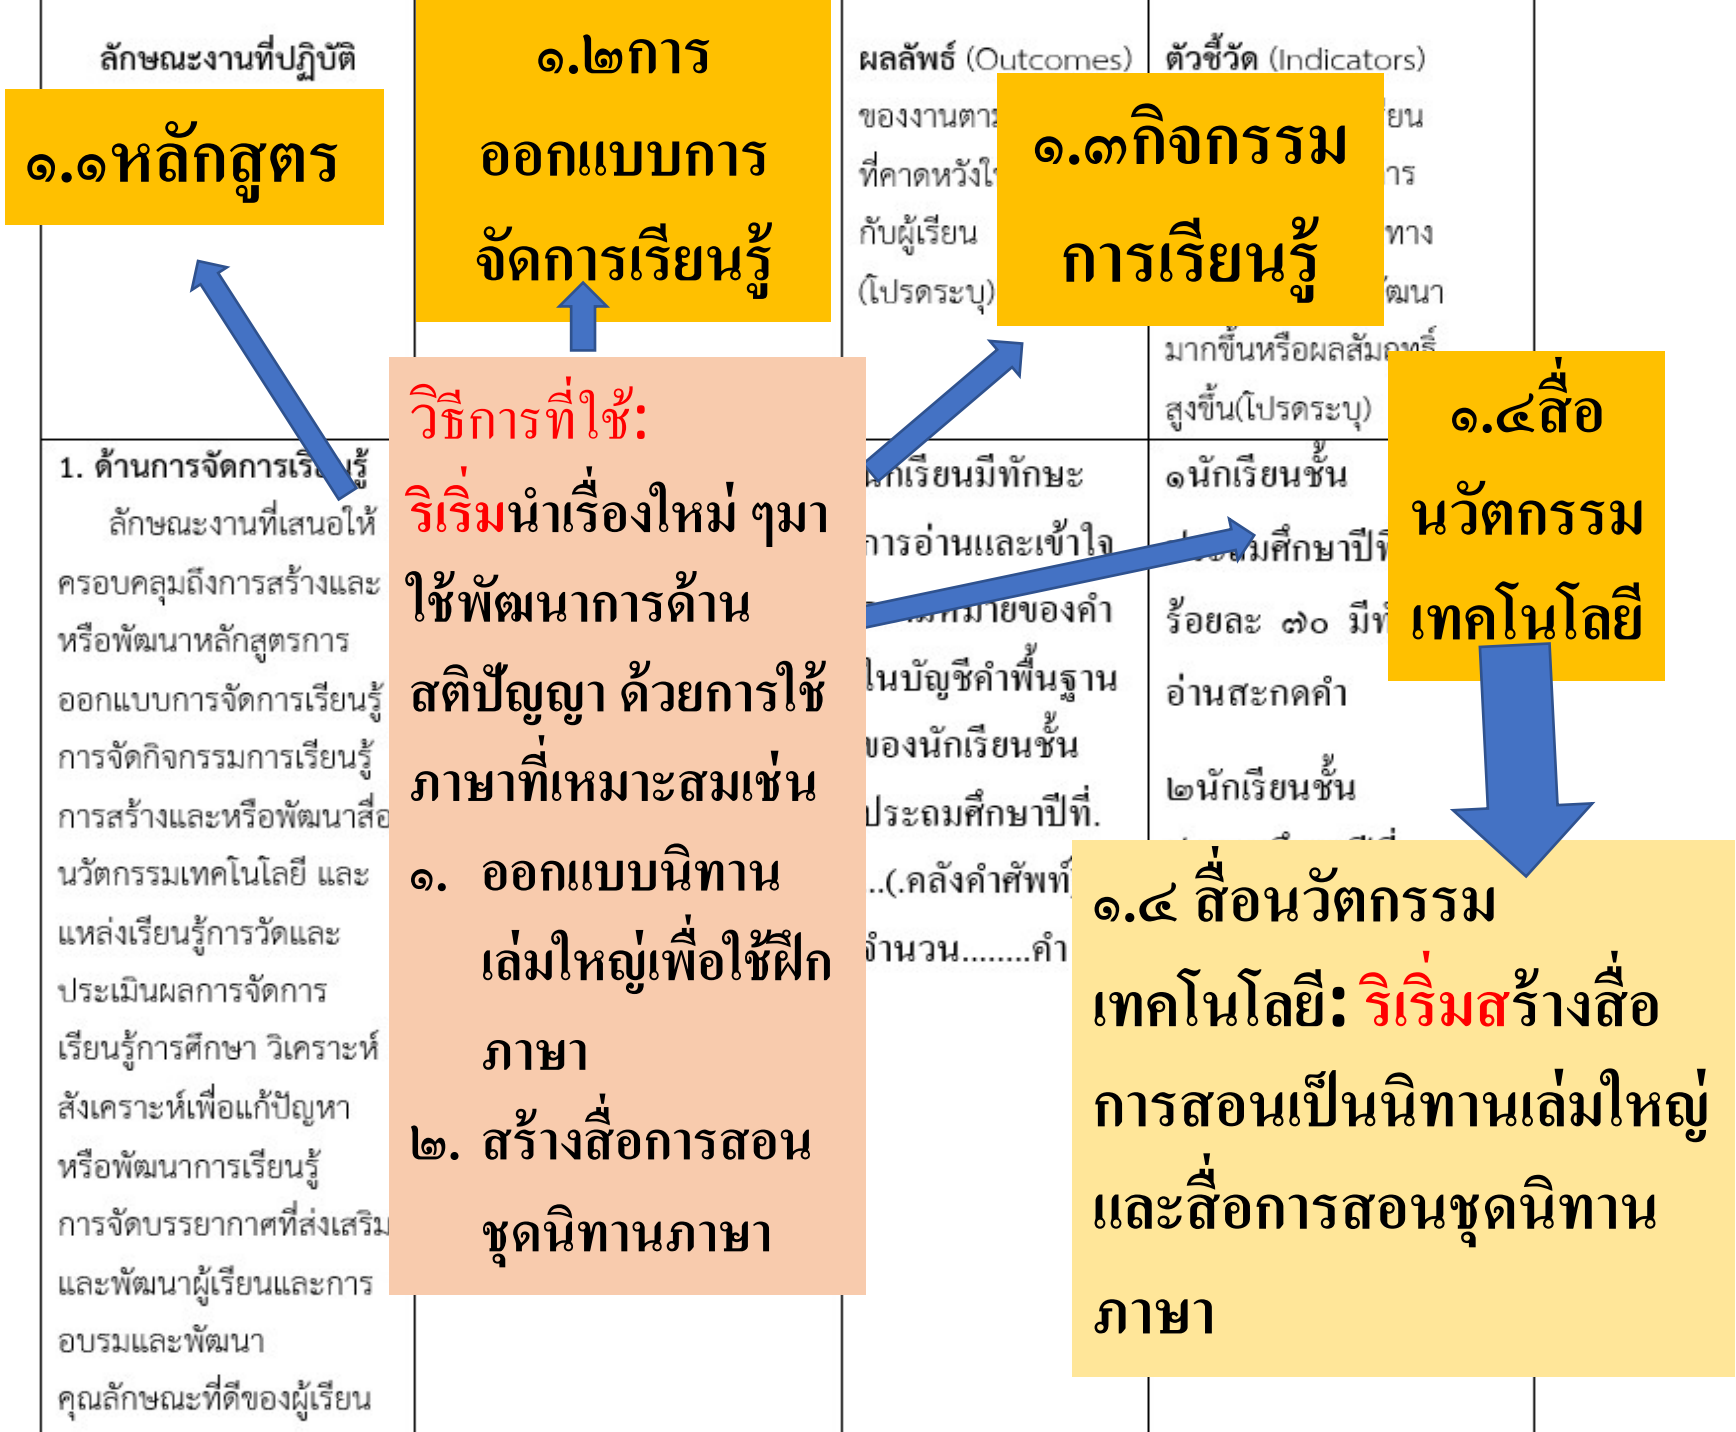 ลักษณะงานที่ปฏิบัติ
๑.๑หลักสูตร
๑.๒การ
ออกแบบการ
จัดการเรียนรู้
ผลลัพธ์ (Outcomes)
ของงานตาม
ที่คาดหวังให้
กับผู้เรียน
(โปรดระบุ)
ตัวชี้วัด (Indicators)
ทาง
มากขึ้นหรือผลสัมฤทธิ์
สูงขึ้น(โปรดระบุ)
๑.๓กิจกรรม
การเรียนรู้
๑.๔สื่อ
นวัตกรรม
เทคโนโลยี
1. ด้านการจัดการเรียนรู้
ลักษณะงานที่เสนอให้
ครอบคลุมถึงการสร้างและ
หรือพัฒนาหลักสูตรการ
ออกแบบการจัดการเรียนรู้
การจัดกิจกรรมการเรียนรู้
การสร้างและหรือพัฒนาสื่อ
นวัตกรรมเทคโนโลยี และ
แหล่งเรียนรู้การวัดและ
ประเมินผลการจัดการ
เรียนรู้การศึกษา วิเคราะห์
สังเคราะห์เพื่อแก้ปัญหา
หรือพัฒนาการเรียนรู้
การจัดบรรยากาศที่ส่งเสริม
และพัฒนาผู้เรียนและการ
อบรมและพัฒนา
คุณลักษณะที่ดีของผู้เรียน
วิธีการที่ใช้:
ริเริ่มนำเรื่องใหม่ ๆมา
ใช้พัฒนาการด้าน
สติปัญญา ด้วยการใช้
ภาษาที่เหมาะสมเช่น
๑. ออกแบบนิทาน
เล่มใหญ่เพื่อใช้ฝึก
ภาษา
๒. สร้างสื่อการสอน
ชุดนิทานภาษา
นักเรียนมีทักษะ
การอ่านและเข้าใจ
ความหมายของคำ
ในบัญชีคำพื้นฐาน
ของนักเรียนชั้น
ประถมศึกษาปีที่.
..(.คลังคำศัพท์)
จำนวน........คำ
๑นักเรียนชั้น
ประถมศึกษาปีที่
ร้อยละ ๗๐ มี
อ่านสะกดคำ
๒นักเรียนชั้น
๑.๔ สื่อนวัตกรรม
เทคโนโลยี: ริเริ่มสร้างสื่อ
การสอนเป็นนิทานเล่มใหญ่
และสื่อการสอนชุดนิทาน
ภาษา